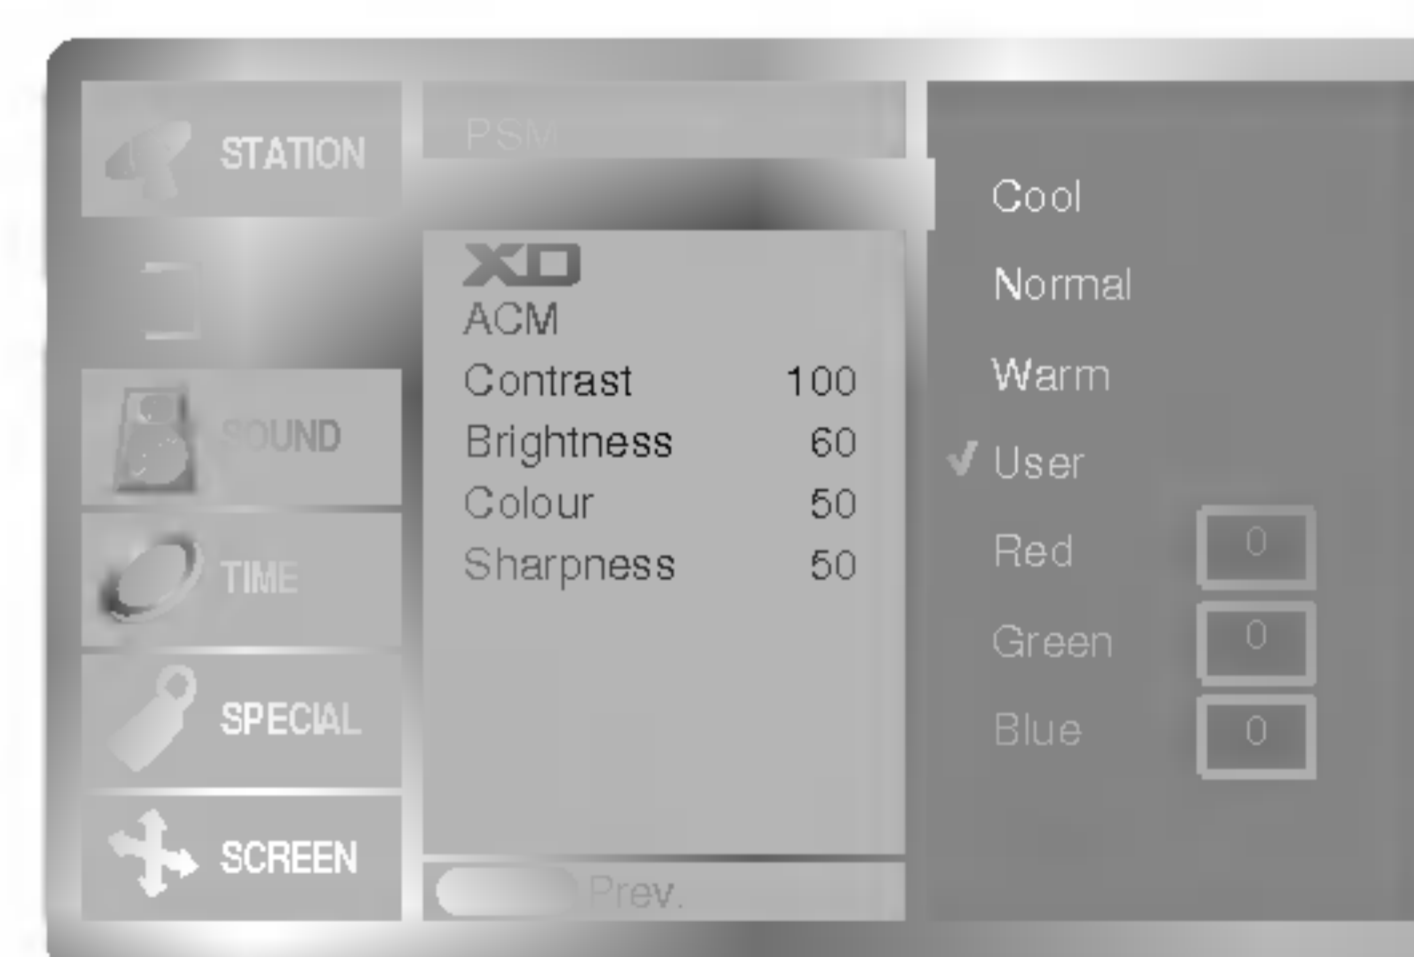 STATION
SOUND
TIME
SPECIAL
SCREEN
PSM
XD
ACM
Contrast 100
Brightness 60
Colour 50
Sharpness 50
Prev.
Cool
Normal
Warm
✓ User
Red 0
Green 0
Blue 0